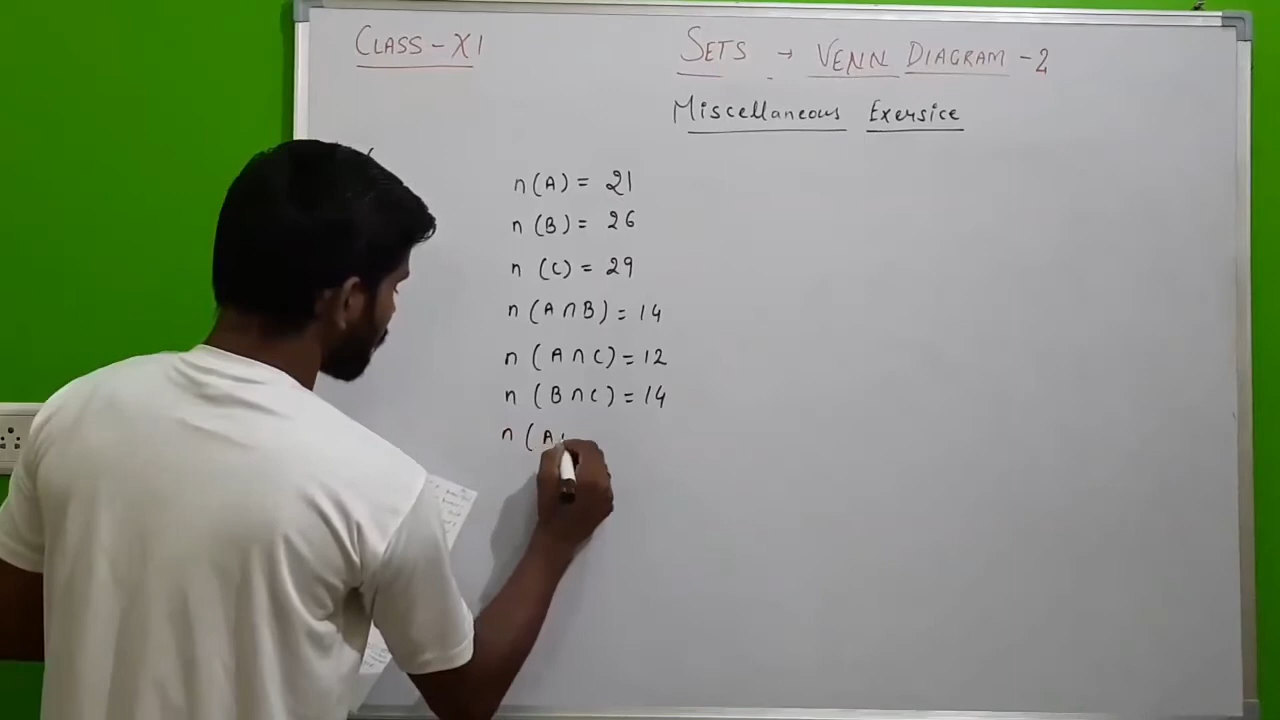 CLASS - XI
SETS → VENN DIAGRAM - 2
Miscellaneous Exersice
n(A) = 21
n(B) = 26
n (C) = 29
n (A ∩ B) = 14
n (A ∩ C) = 12
n (B ∩ C) = 14
n ( A